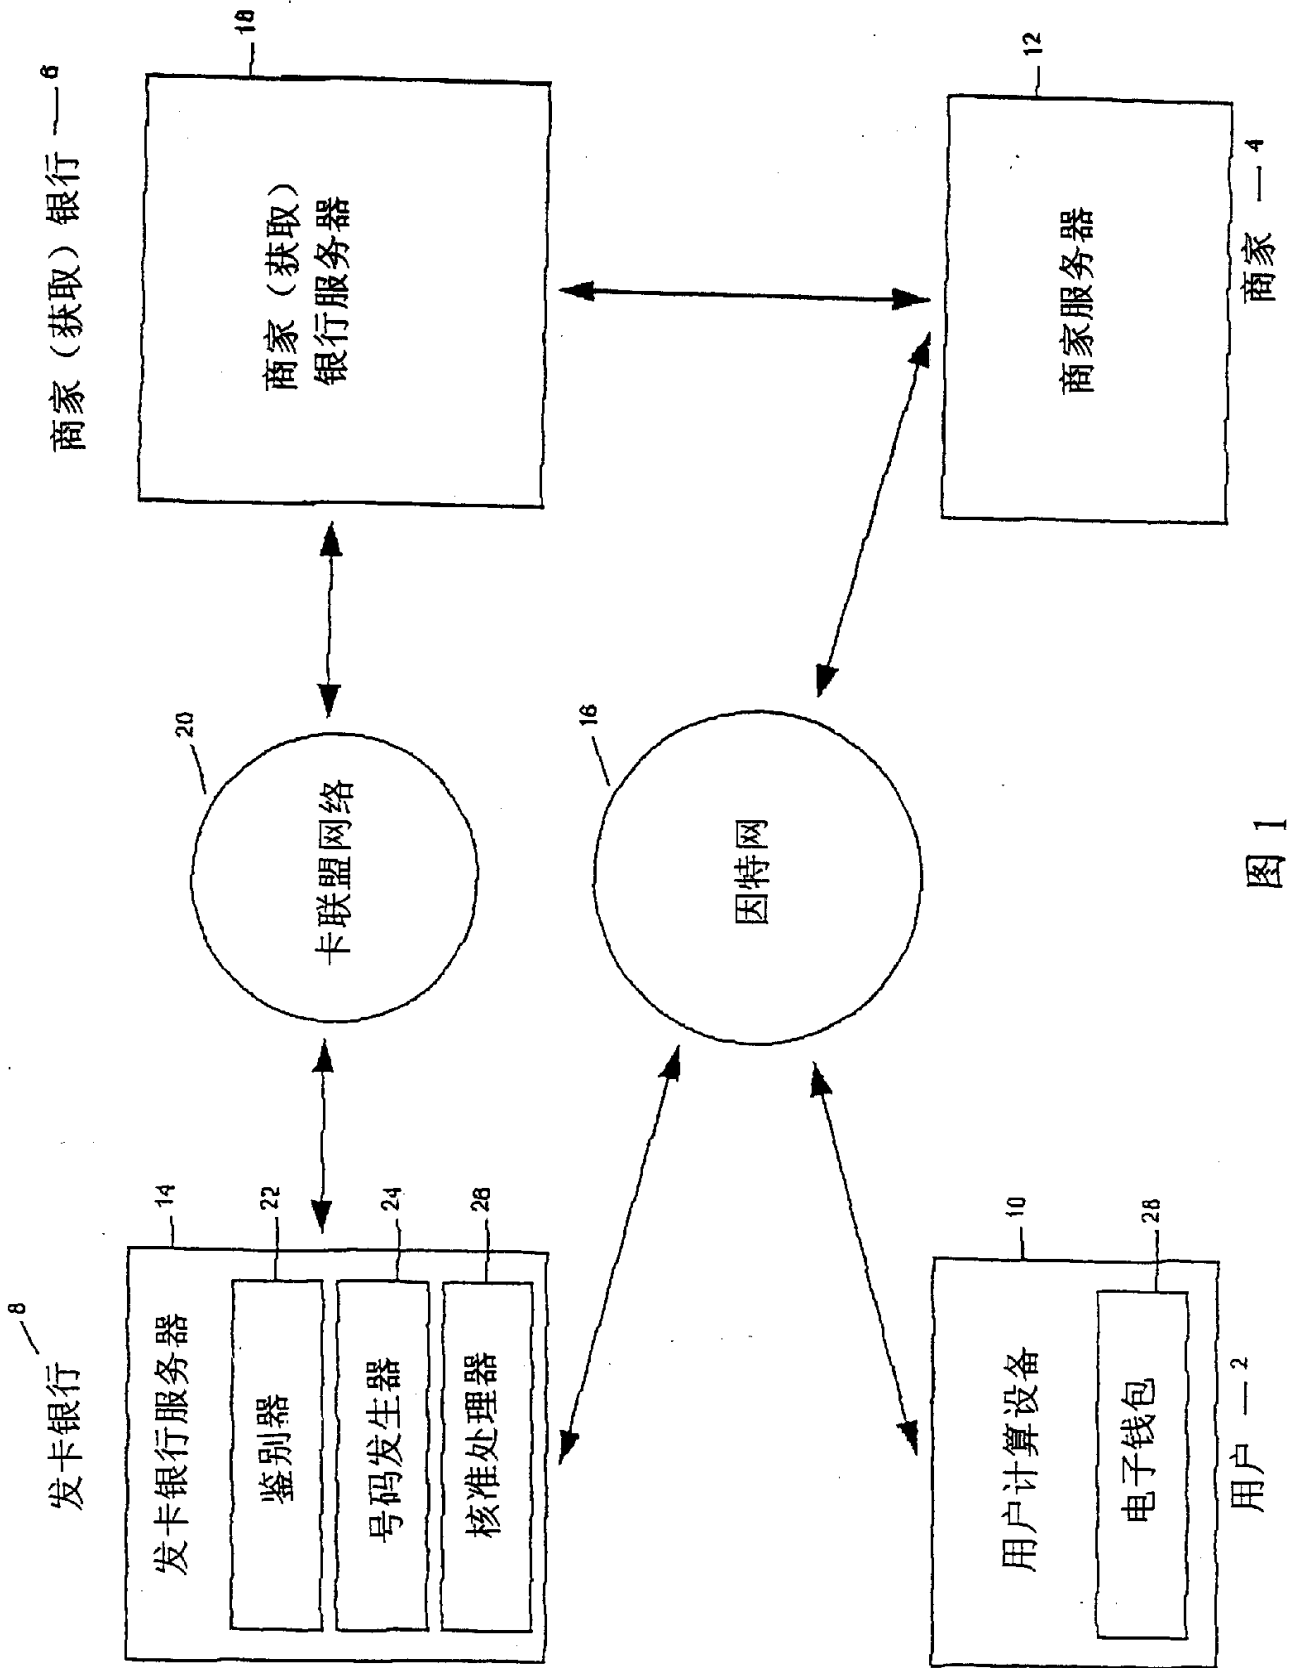 发卡银行 8
发卡银行服务器
14
鉴别器
22
号码发生器
24
核准处理器
26
卡联盟网络
20
商家（获取）银行 6
商家（获取）
银行服务器
18
因特网
16
用户计算设备
10
电子钱包
28
用户 2
商家服务器
12
商家 4
图 1